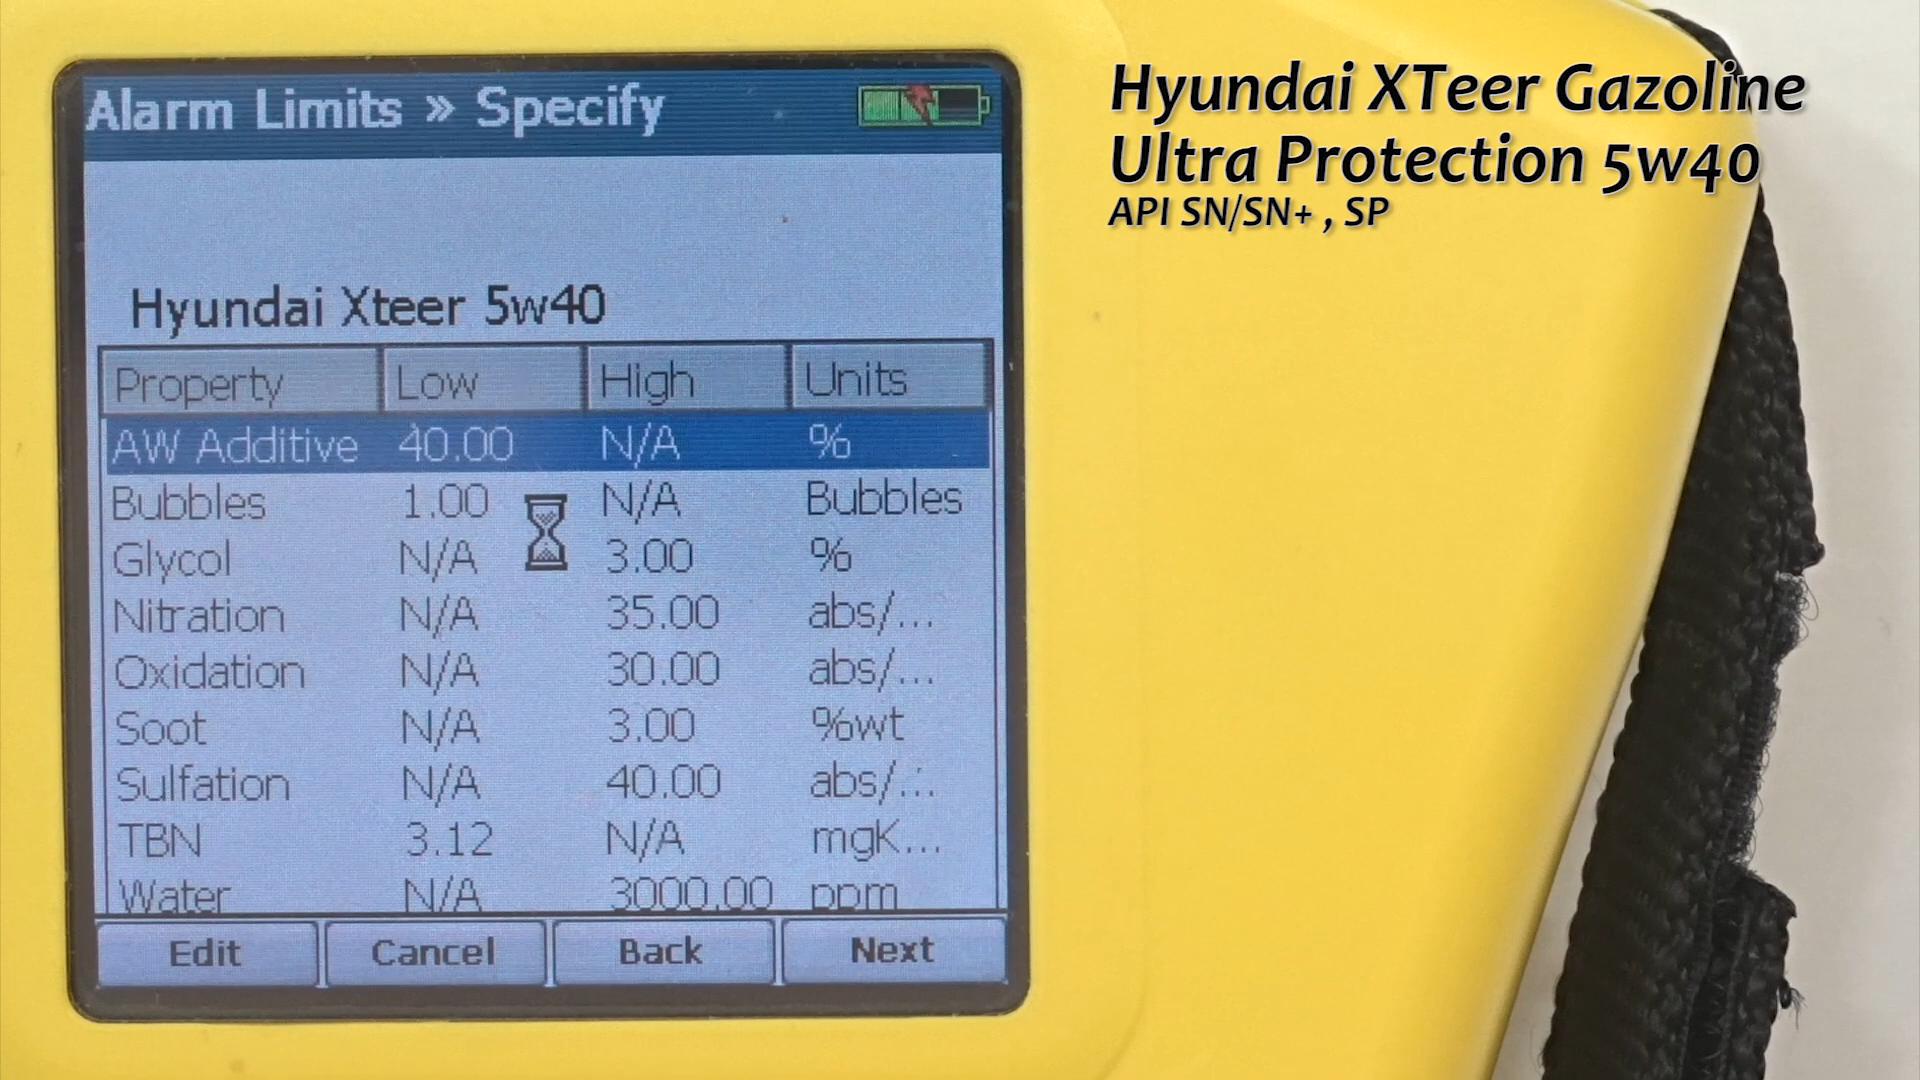 Alarm Limits » Specify
Hyundai XTeer Gazoline
Ultra Protection 5w40
API SN/SN+ , SP
Hyundai Xteer 5w40
Property Low High Units
AW Additive 40.00 N/A %
Bubbles 1.00 N/A Bubbles
Glycol N/A 3.00 %
Nitration N/A 35.00 abs/...
Oxidation N/A 30.00 abs/...
Soot N/A 3.00 %wt
Sulfation N/A 40.00 abs/...
TBN 3.12 N/A mgK...
Water N/A 3000.00 ppm
Edit Cancel Back Next